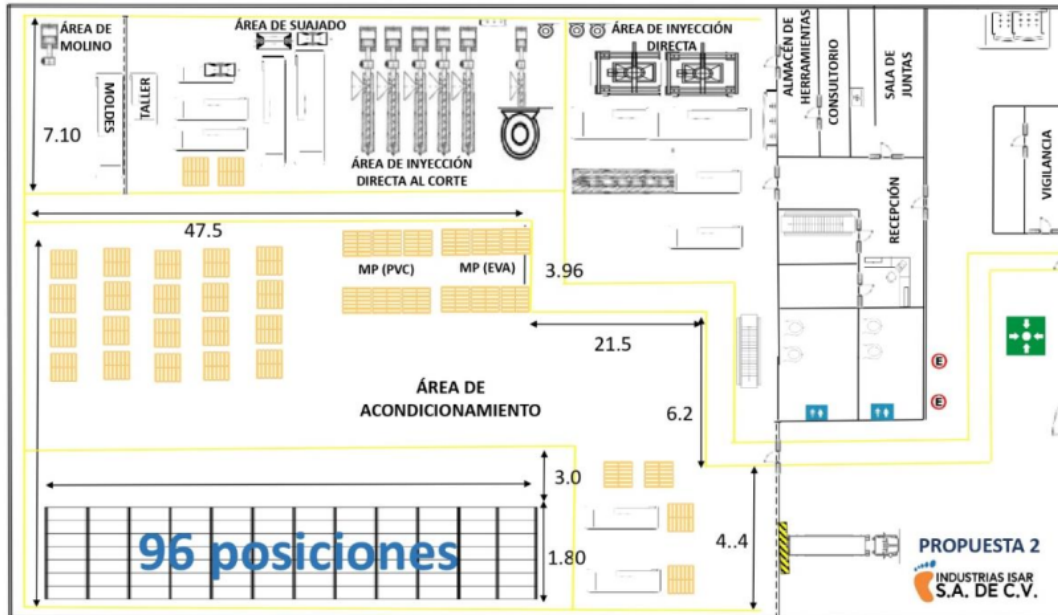 ÁREA DE
MOLINO
ÁREA DE SUAJADO
ÁREA DE INYECCIÓN
DIRECTA
ALMACÉN DE
HERRAMIENTAS
CONSULTORIO
SALA DE
JUNTAS
MOLDES
TALLER
7.10
ÁREA DE INYECCIÓN
DIRECTA AL CORTE
VIGILANCIA
RECEPCIÓN
47.5
MP (PVC)
MP (EVA)
3.96
21.5
ÁREA DE
ACONDICIONAMIENTO
6.2
E
E
3.0
96 posiciones
1.80
4..4
PROPUESTA 2
INDUSTRIAS ISAR
S.A. DE C.V.